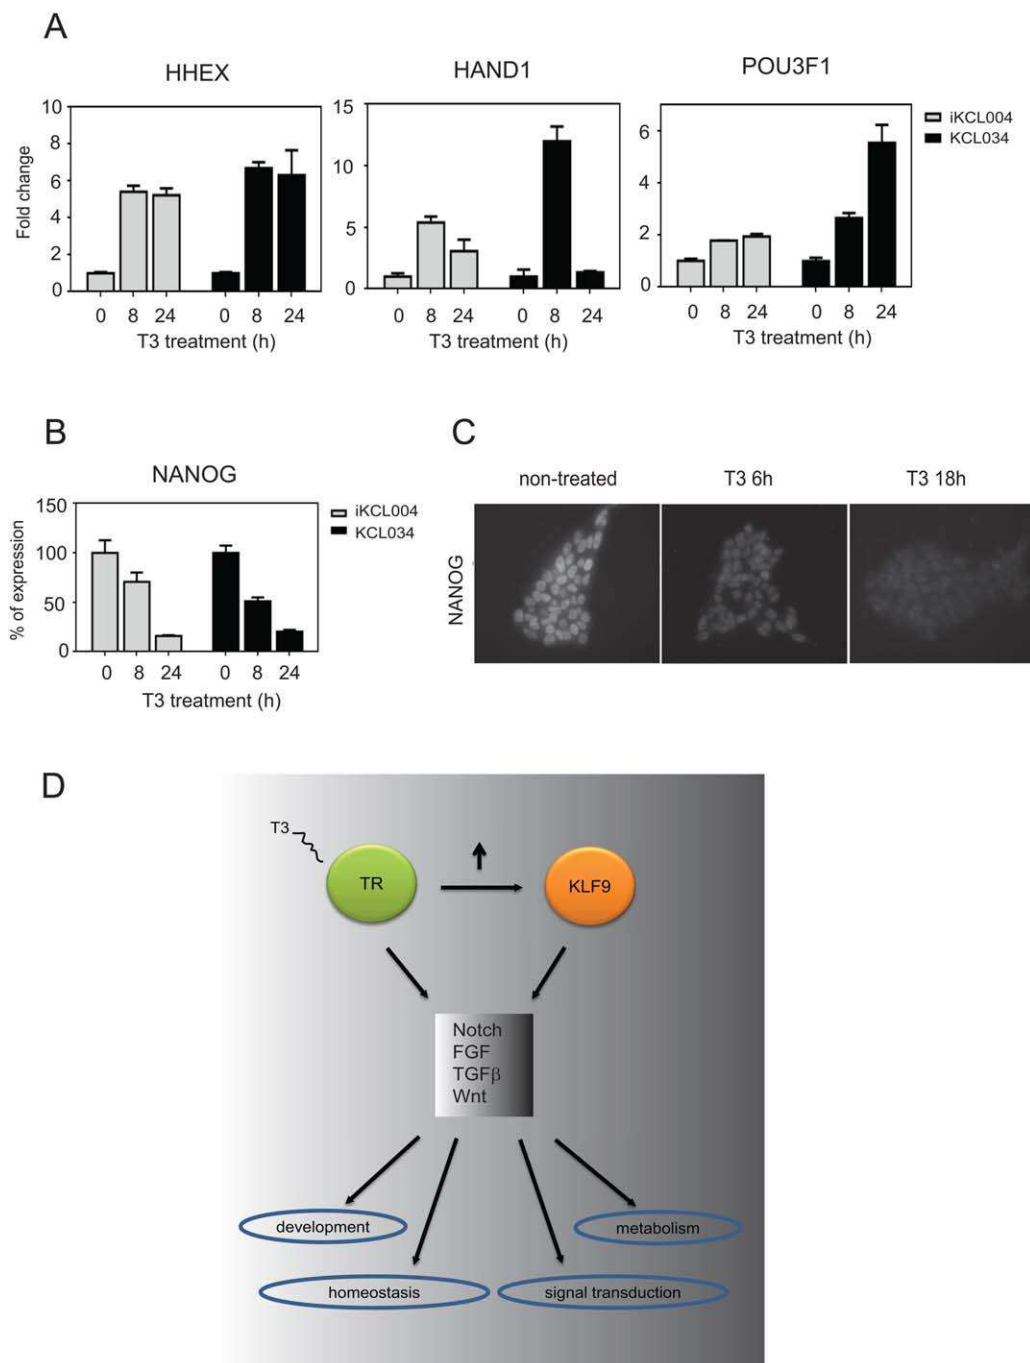 A
HHEX
HAND1
POU3F1
Fold change
10
8
6
4
2
0
15
10
5
0
6
4
2
0
iKCL004
KCL034
0 8 24 0 8 24
0 8 24 0 8 24
0 8 24 0 8 24
T3 treatment (h)
T3 treatment (h)
T3 treatment (h)
B
NANOG
% of expression
150
100
50
0
iKCL004
KCL034
0 8 24 0 8 24
T3 treatment (h)
C
non-treated
T3 6h
T3 18h
NANOG
D
T3
TR
KLF9
Notch
FGF
TGFβ
Wnt
development
metabolism
homeostasis
signal transduction